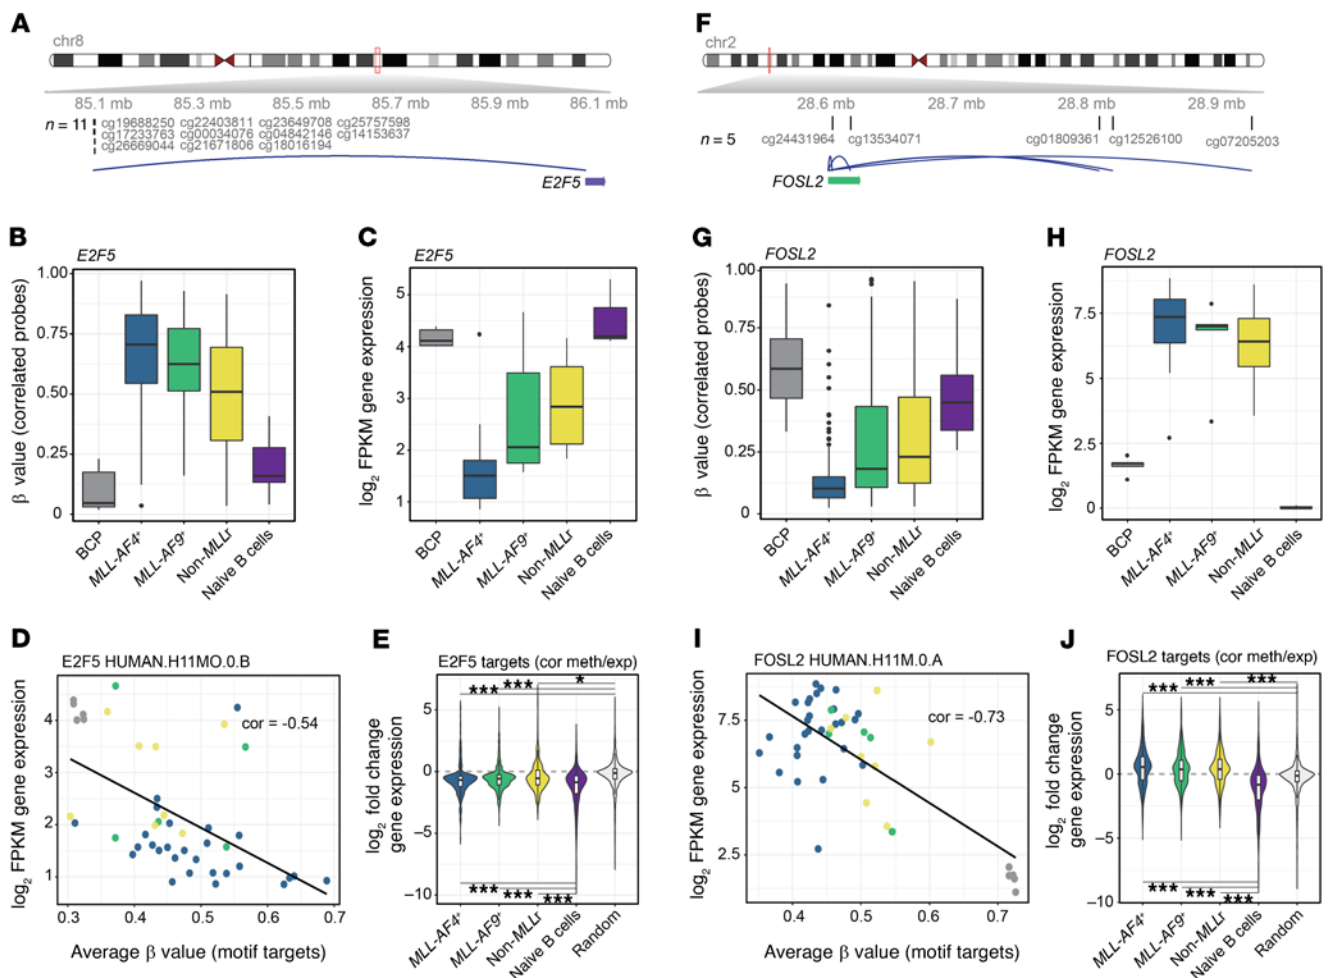 A
chr8
85.1 mb 85.3 mb 85.5 mb 85.7 mb 85.9 mb 86.1 mb
n = 11
cg19688250 cg22403811 cg23649708 cg25757598
cg17233763 cg00034076 cg04842146 cg14153637
cg26669044 cg21671806 cg18016194
E2F5
F
chr2
28.6 mb 28.7 mb 28.8 mb 28.9 mb
n = 5
cg24431964 cg13534071 cg01809361 cg12526100 cg07205203
FOSL2
B
E2F5
β value (correlated probes)
1.00
0.75
0.50
0.25
0
BCP
MLL-AF4+
MLL-AF9+
Non-MLLr
Naive B cells
C
E2F5
log2 FPKM gene expression
5
4
3
2
1
BCP
MLL-AF4+
MLL-AF9+
Non-MLLr
Naive B cells
G
FOSL2
β value (correlated probes)
1.00
0.75
0.50
0.25
0
BCP
MLL-AF4+
MLL-AF9+
Non-MLLr
Naive B cells
H
FOSL2
log2 FPKM gene expression
7.5
5
2.5
0
BCP
MLL-AF4+
MLL-AF9+
Non-MLLr
Naive B cells
D
E2F5 HUMAN.H11MO.0.B
log2 FPKM gene expression
cor = -0.54
4
3
2
1
0.3 0.4 0.5 0.6 0.7
Average β value (motif targets)
E
E2F5 targets (cor meth/exp)
log2 fold change
gene expression
*** *** *
5
0
−5
−10
*** *** ***
MLL-AF4+
MLL-AF9+
Non-MLLr
Naive B cells
Random
I
FOSL2 HUMAN.H11M.0.A
log2 FPKM gene expression
cor = -0.73
7.5
5
2.5
0.4 0.5 0.6 0.7
Average β value (motif targets)
J
FOSL2 targets (cor meth/exp)
log2 fold change
gene expression
*** *** ***
5
0
−5
−10
*** *** ***
MLL-AF4+
MLL-AF9+
Non-MLLr
Naive B cells
Random